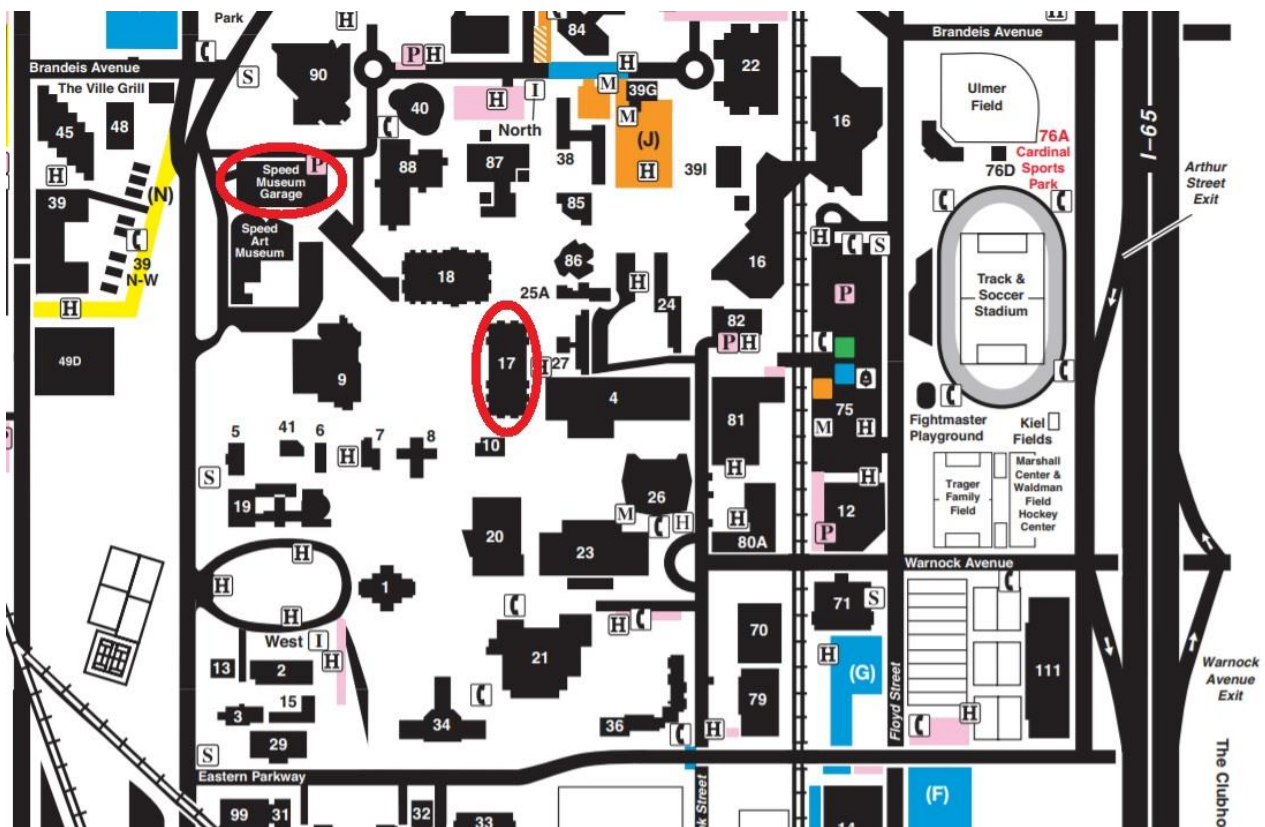 Park
H
84
H
Brandeis Avenue
Brandeis Avenue
The Ville Grill
S
90
P H
H
M
22
45
48
40
H
I
North
39G
M
16
Ulmer
Field
(J)
76A
Cardinal
Sports
Park
76D
I–65
Arthur
Street
Exit
H
39
(N)
P
Speed
Museum
Garage
88
87
38
H
39I
85
Speed
Art
Museum
39
N-W
H
18
86
25A
H
24
16
H
S
P
Track &
Soccer
Stadium
49D
9
17
H
27
82
P H
4
81
75
M
H
Fightmaster
Playground
Kiel
Fields
5
41
6
H
7
8
10
S
19
20
26
M
H
H
H
H
80A
12
P
Trager
Family
Field
Marshall
Center &
Waldman
Field
Hockey
Center
23
H
H
H
1
Warnock Avenue
West
I
H
H
71
S
70
13
2
21
H
(G)
Floyd Street
111
Warnock
Avenue
Exit
15
3
34
36
79
H
H
29
S
Eastern Parkway
99
31
32
33
14
(F)